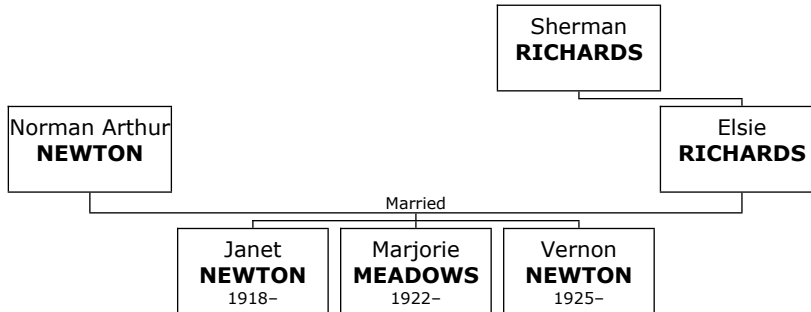 Sherman
RICHARDS
Norman Arthur
NEWTON
Elsie
RICHARDS
Married
Janet
NEWTON
1918–
Marjorie
MEADOWS
1922–
Vernon
NEWTON
1925–